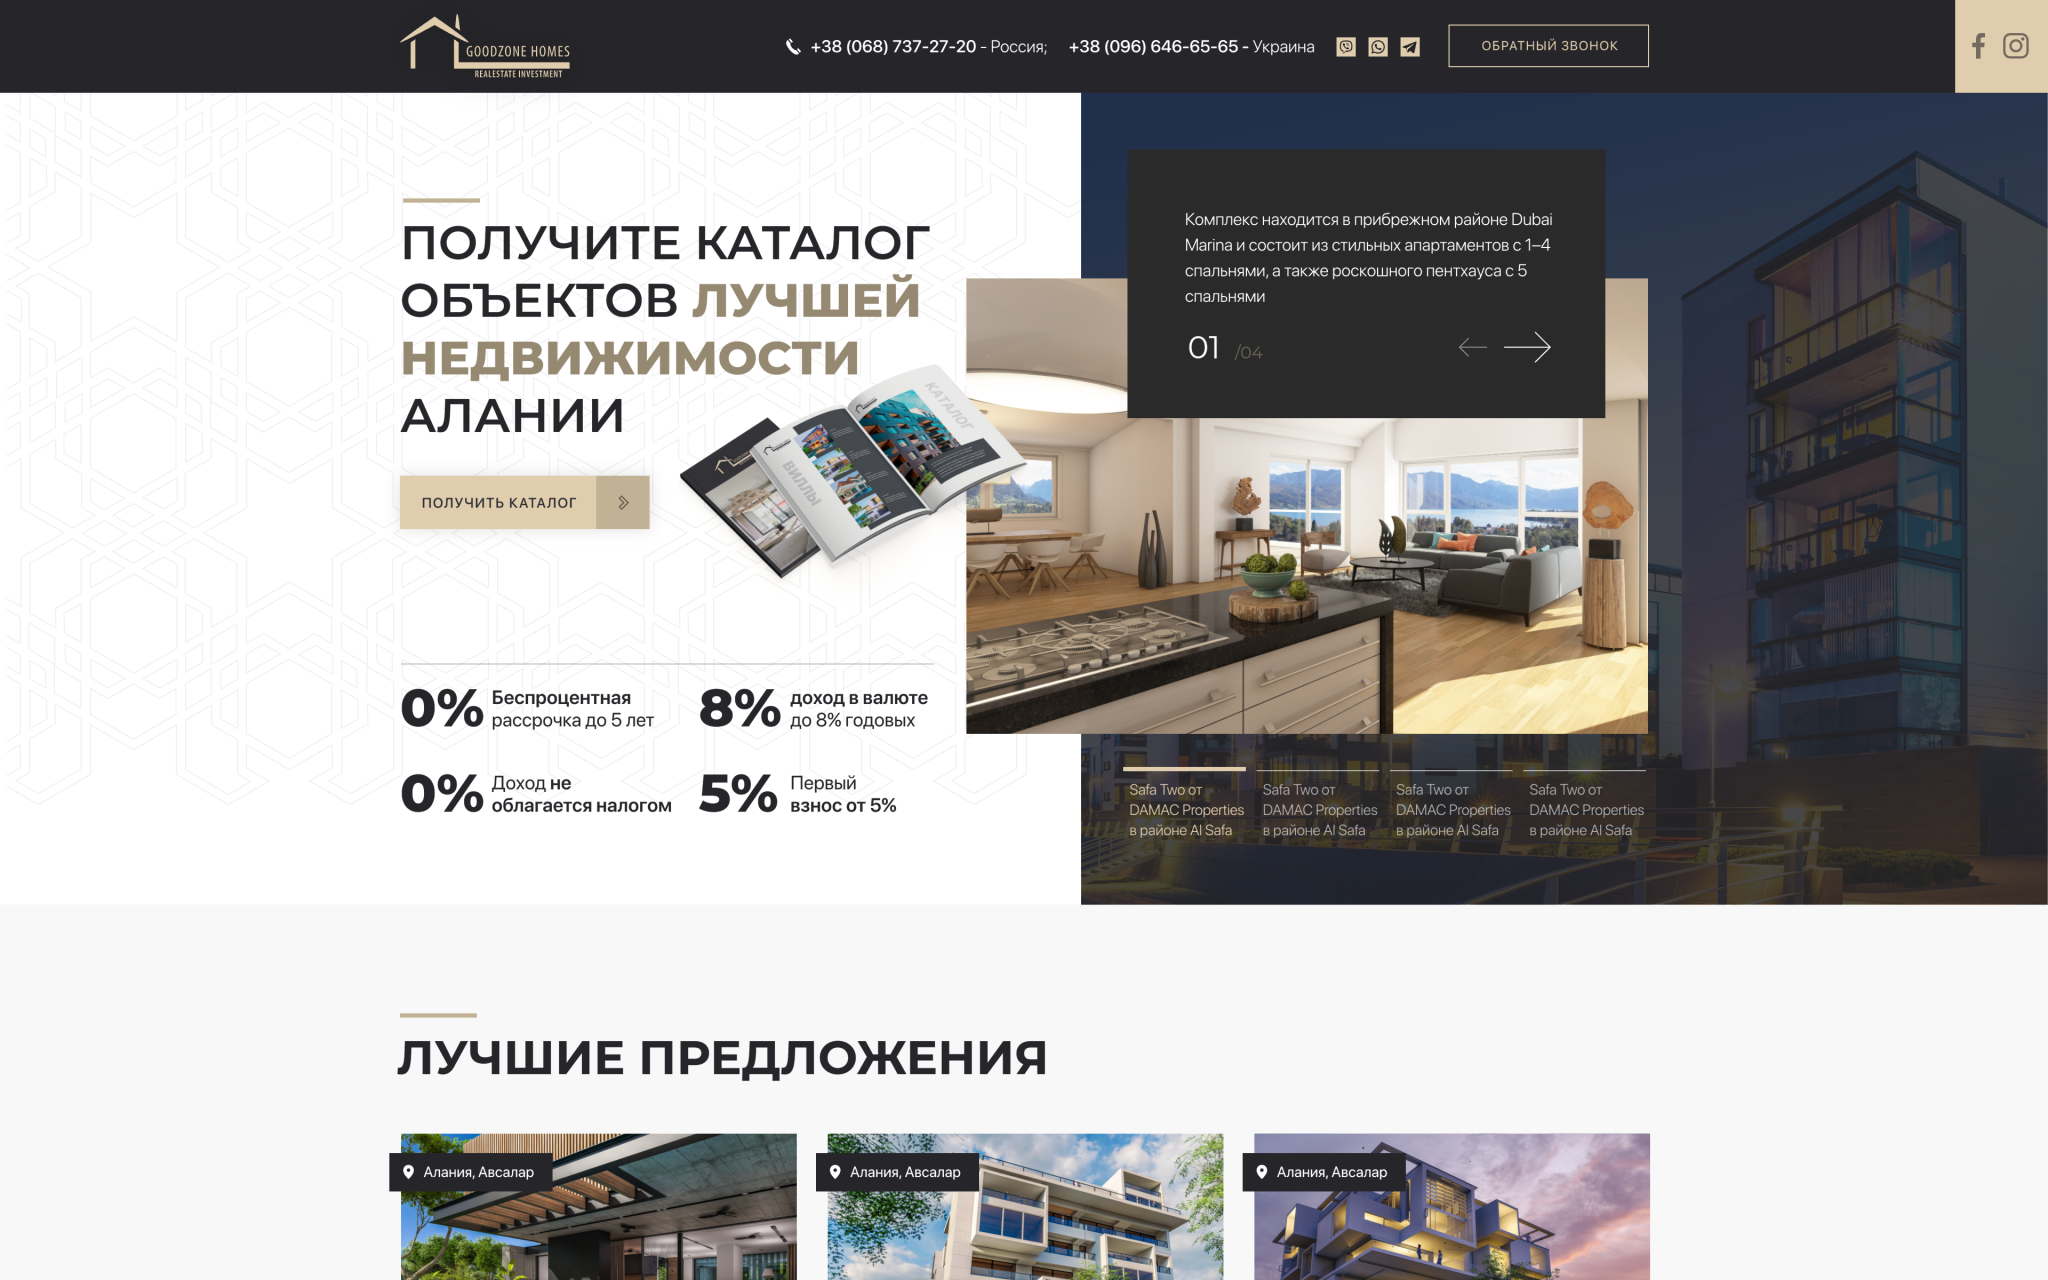 GOODZONE HOMES
REALESTATE INVESTMENT
+38 (068) 737-27-20 - Россия;
+38 (096) 646-65-65 - Украина
ОБРАТНЫЙ ЗВОНОК
ПОЛУЧИТЕ КАТАЛОГ
ОБЪЕКТОВ ЛУЧШЕЙ
НЕДВИЖИМОСТИ
АЛАНИИ
ПОЛУЧИТЬ КАТАЛОГ
ВИЛЛЫ
КАТАЛОГ
Комплекс находится в прибрежном районе Dubai
Marina и состоит из стильных апартаментов с 1–4
спальнями, а также роскошного пентхауса с 5
спальнями
01 /04
0% Беспроцентная
рассрочка до 5 лет
8% доход в валюте
до 8% годовых
0% Доход не
облагается налогом
5% Первый
взнос от 5%
Safa Two от
DAMAC Properties
в районе Al Safa
Safa Two от
DAMAC Properties
в районе Al Safa
Safa Two от
DAMAC Properties
в районе Al Safa
Safa Two от
DAMAC Properties
в районе Al Safa
ЛУЧШИЕ ПРЕДЛОЖЕНИЯ
Алания, Авсалар
Алания, Авсалар
Алания, Авсалар